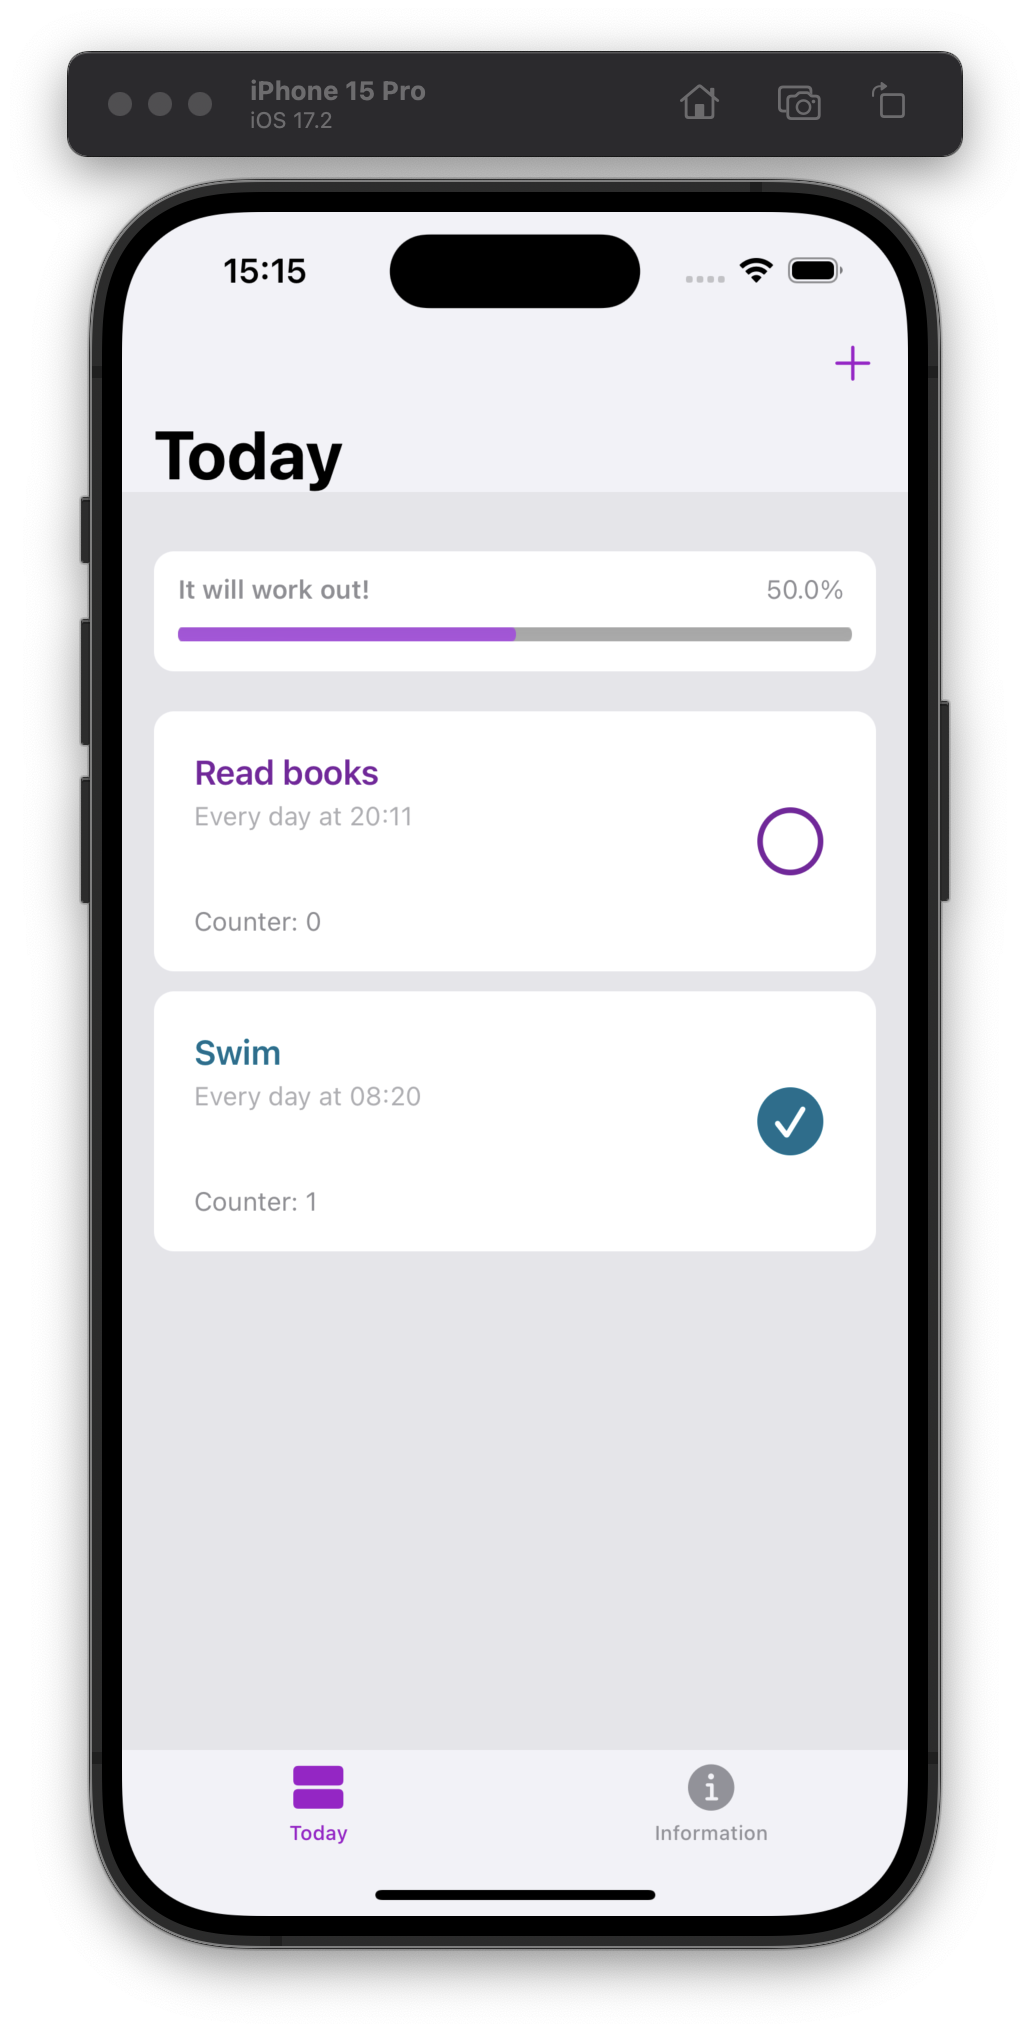 iPhone 15 Pro
iOS 17.2
15:15
Today
It will work out! 50.0%
Read books
Every day at 20:11
Counter: 0
Swim
Every day at 08:20
Counter: 1
Today Information